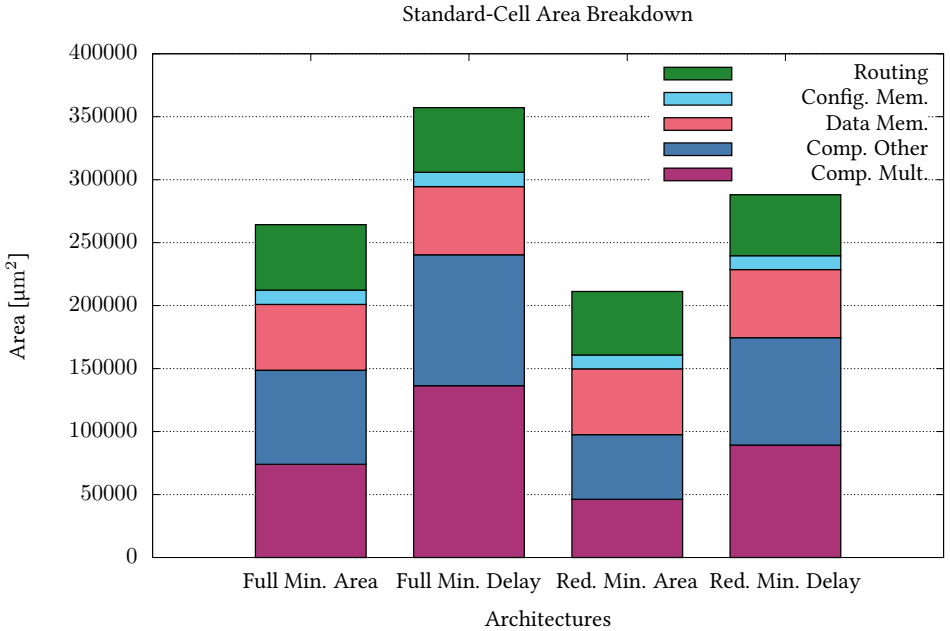 Standard-Cell Area Breakdown
400000
350000
300000
250000
200000
150000
100000
50000
0
Area [µm²]
Routing
Config. Mem.
Data Mem.
Comp. Other
Comp. Mult.
Full Min. Area
Full Min. Delay
Red. Min. Area
Red. Min. Delay
Architectures